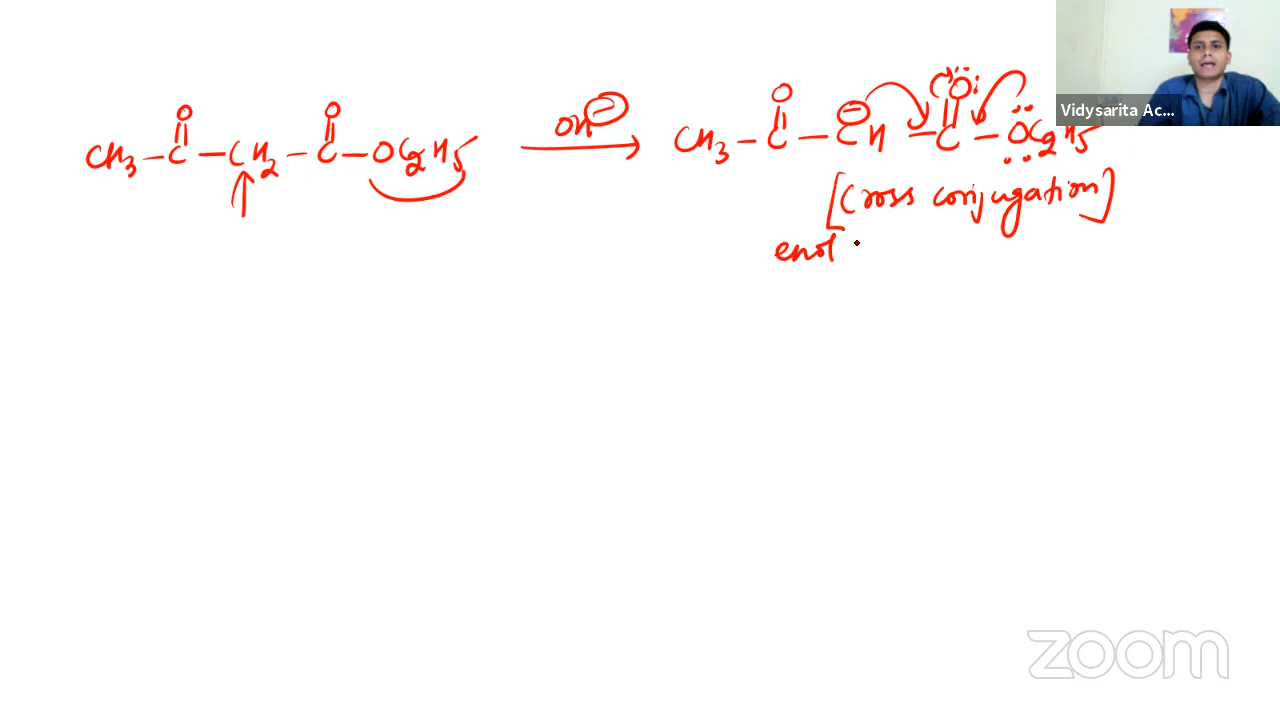 Vidysarita Ac...
O O OH⊖ O O
CH3 – C – CH2 – C – OC2H5 → CH3 – C – CH – C – OC2H5
[Cross conjugation]
enol
zoom